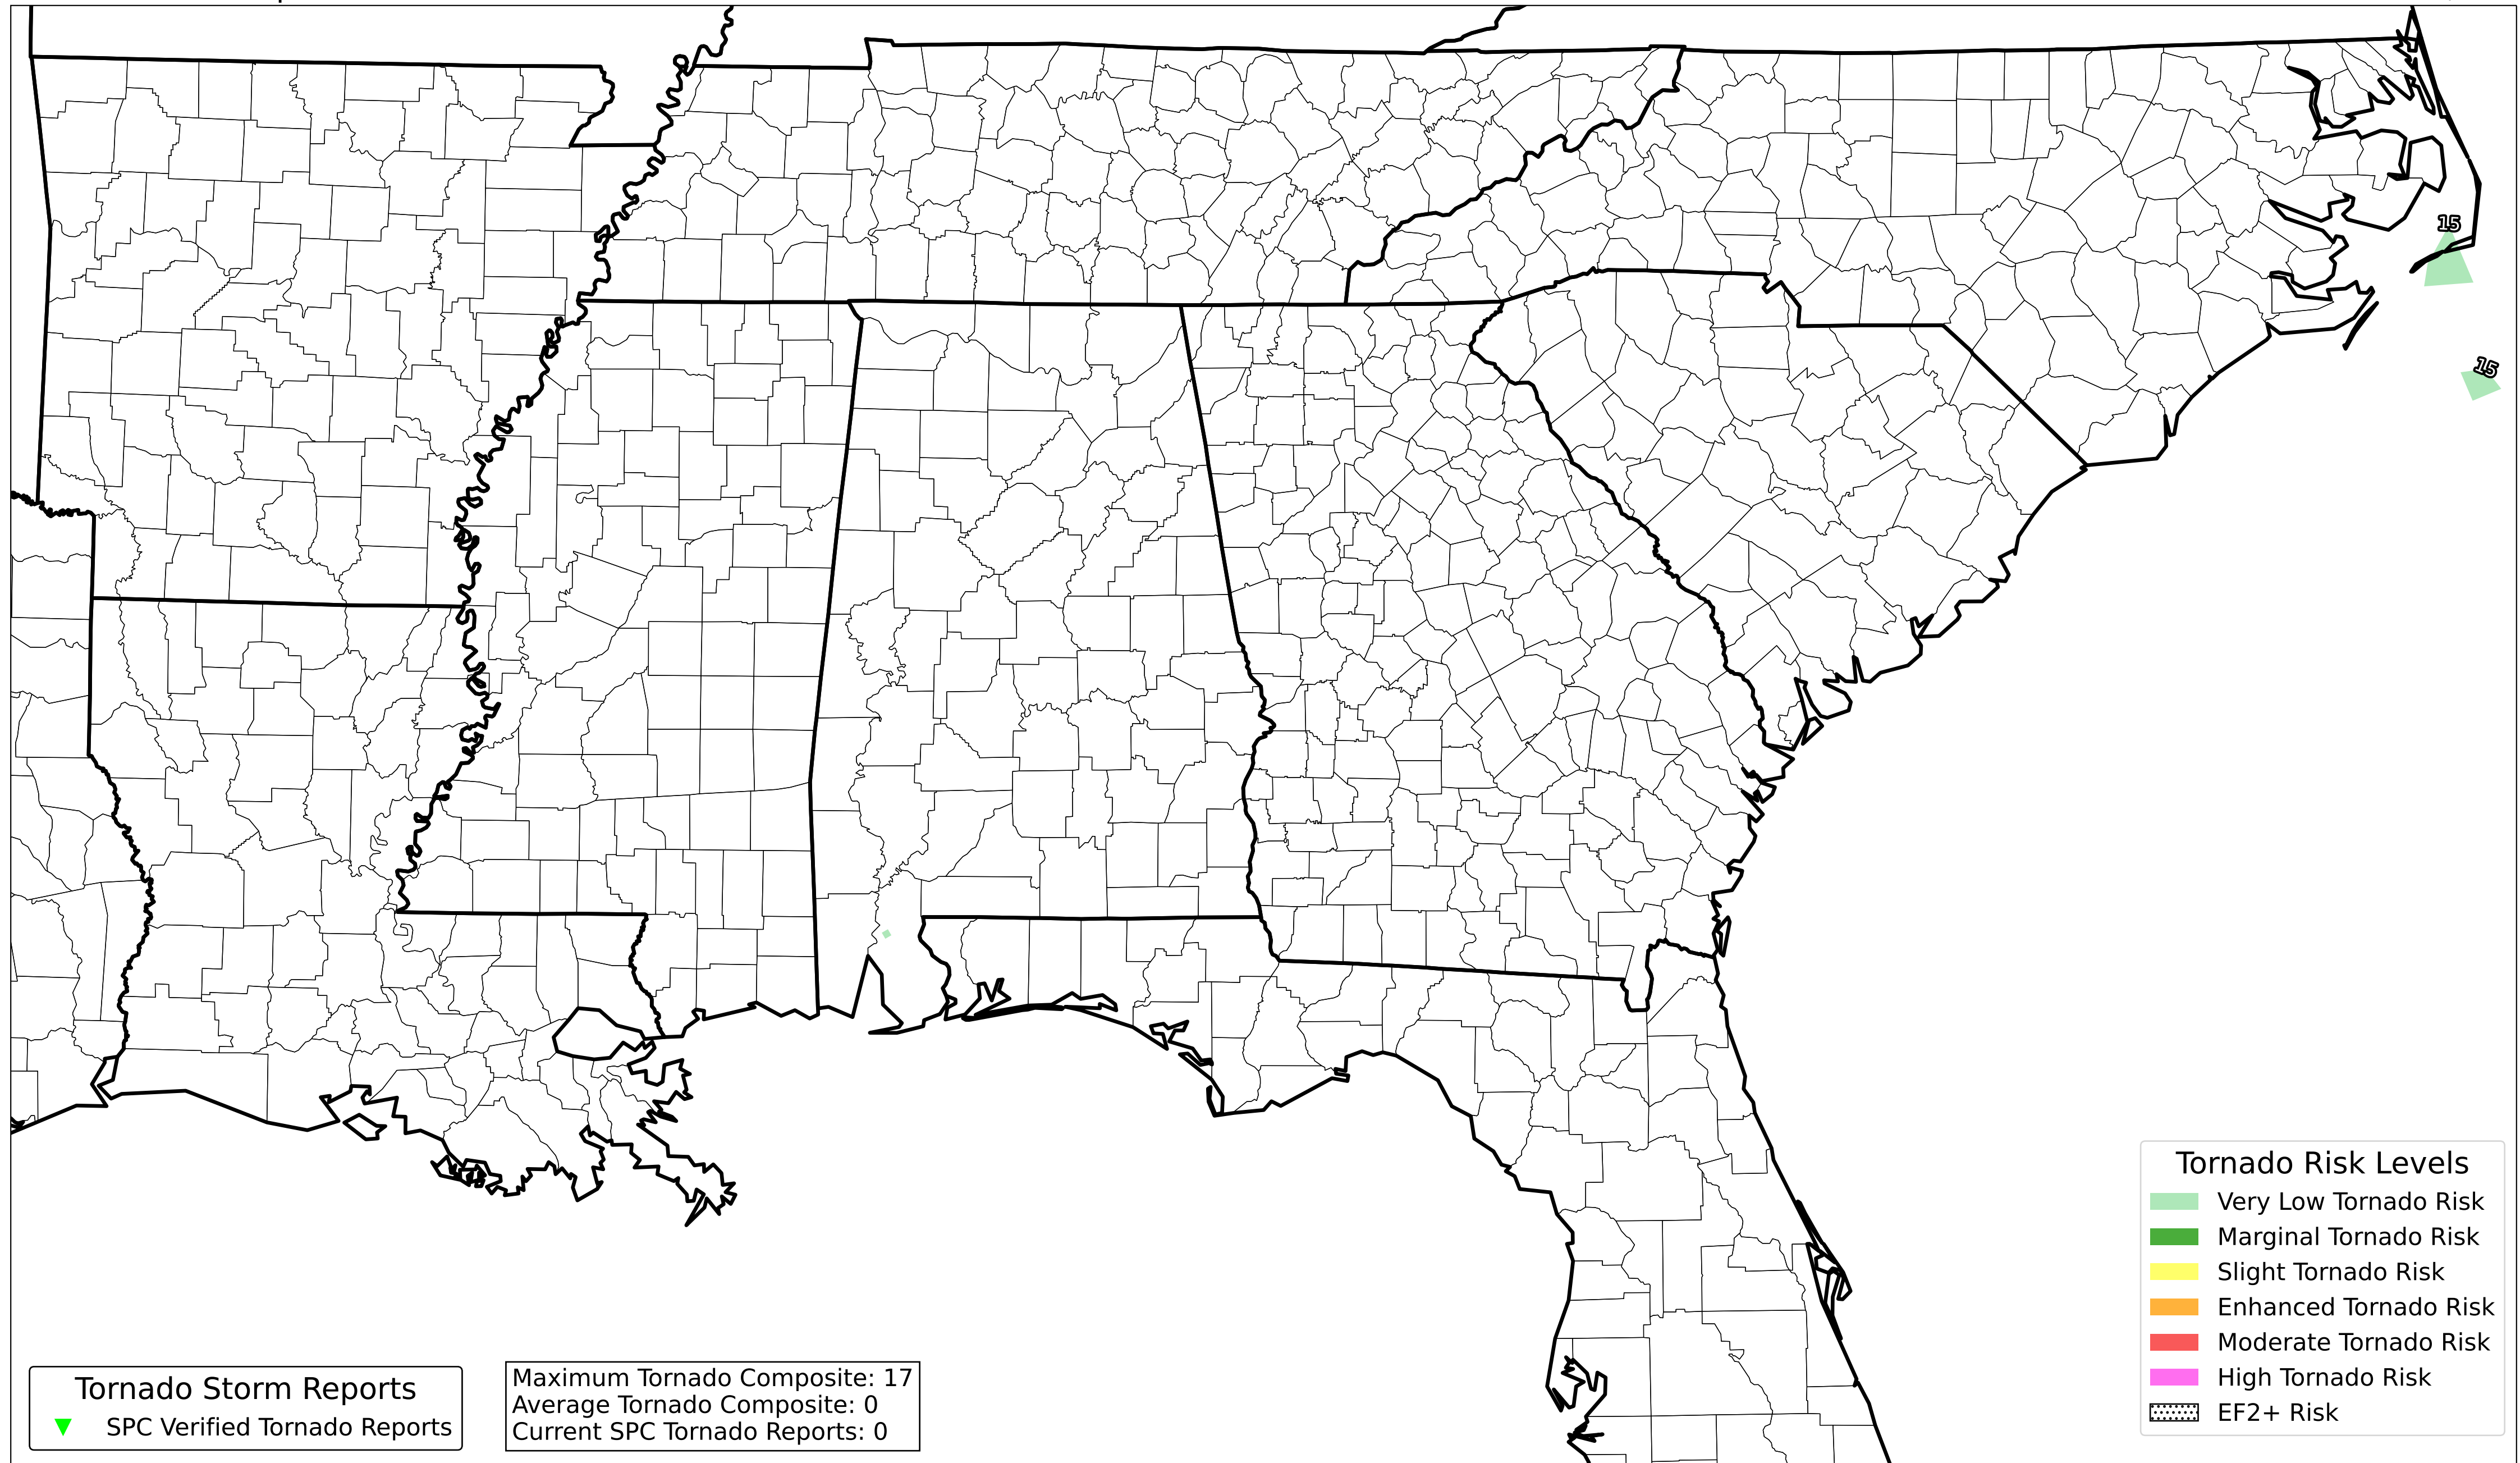 15
15
Tornado Risk Levels
Very Low Tornado Risk
Marginal Tornado Risk
Slight Tornado Risk
Enhanced Tornado Risk
Moderate Tornado Risk
High Tornado Risk
EF2+ Risk
Tornado Storm Reports
SPC Verified Tornado Reports
Maximum Tornado Composite: 17
Average Tornado Composite: 0
Current SPC Tornado Reports: 0